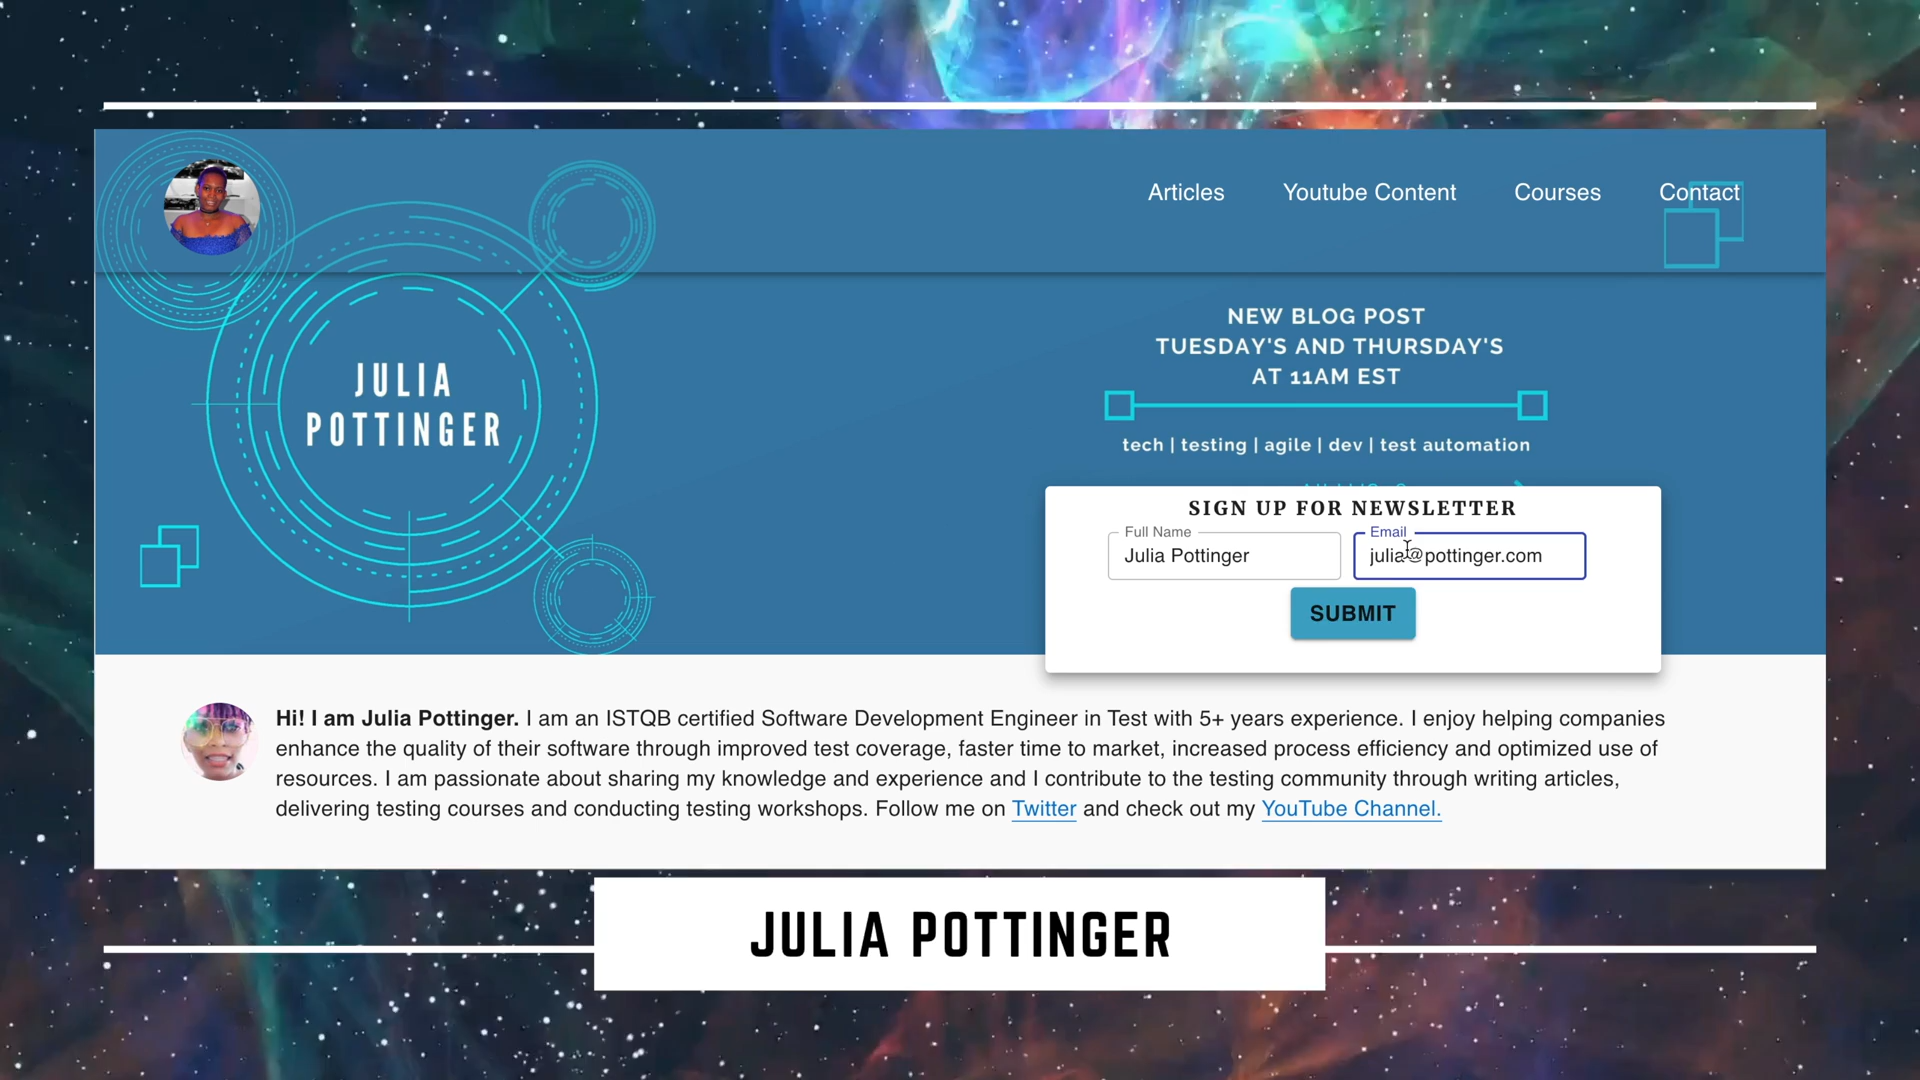 Articles Youtube Content Courses Contact
JULIA
POTTINGER
NEW BLOG POST
TUESDAY'S AND THURSDAY'S
AT 11AM EST
tech | testing | agile | dev | test automation
SIGN UP FOR NEWSLETTER
Full Name
Julia Pottinger
Email
julia@pottinger.com
SUBMIT
Hi! I am Julia Pottinger. I am an ISTQB certified Software Development Engineer in Test with 5+ years experience. I enjoy helping companies
enhance the quality of their software through improved test coverage, faster time to market, increased process efficiency and optimized use of
resources. I am passionate about sharing my knowledge and experience and I contribute to the testing community through writing articles,
delivering testing courses and conducting testing workshops. Follow me on Twitter and check out my YouTube Channel.
JULIA POTTINGER